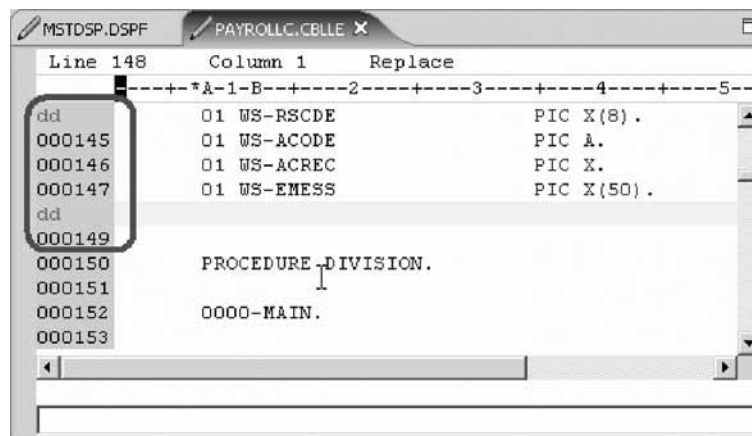 MSTDSP.DSPF PAYROLLC.CBLLE
Line 148 Column 1 Replace
----+-*A-1-B--+----2----+----3----+----4----+----5--
dd 01 WS-RSCDE PIC X(8).
000145 01 WS-ACODE PIC A.
000146 01 WS-ACREC PIC X.
000147 01 WS-EMESS PIC X(50).
dd
000149
000150 PROCEDURE DIVISION.
000151
000152 0000-MAIN.
000153